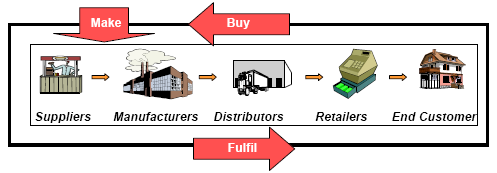 Make
Buy
Suppliers Manufacturers Distributors Retailers End Customer
Fulfil